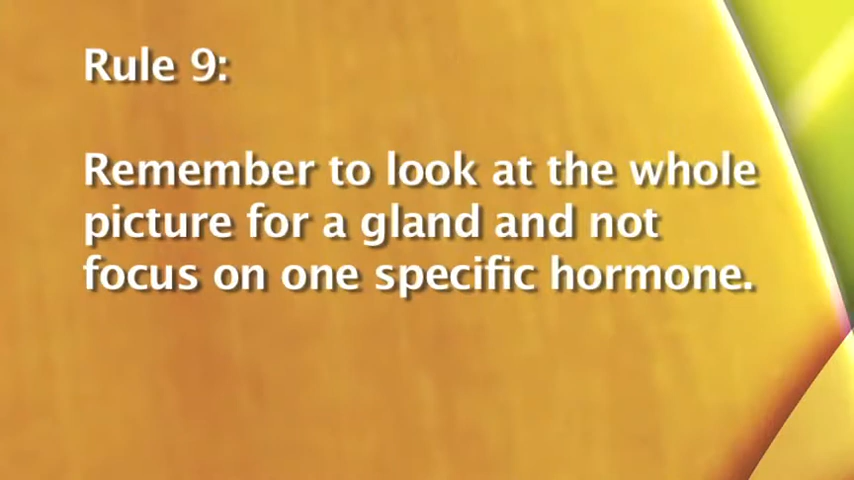 Rule 9:
Remember to look at the whole
picture for a gland and not
focus on one specific hormone.